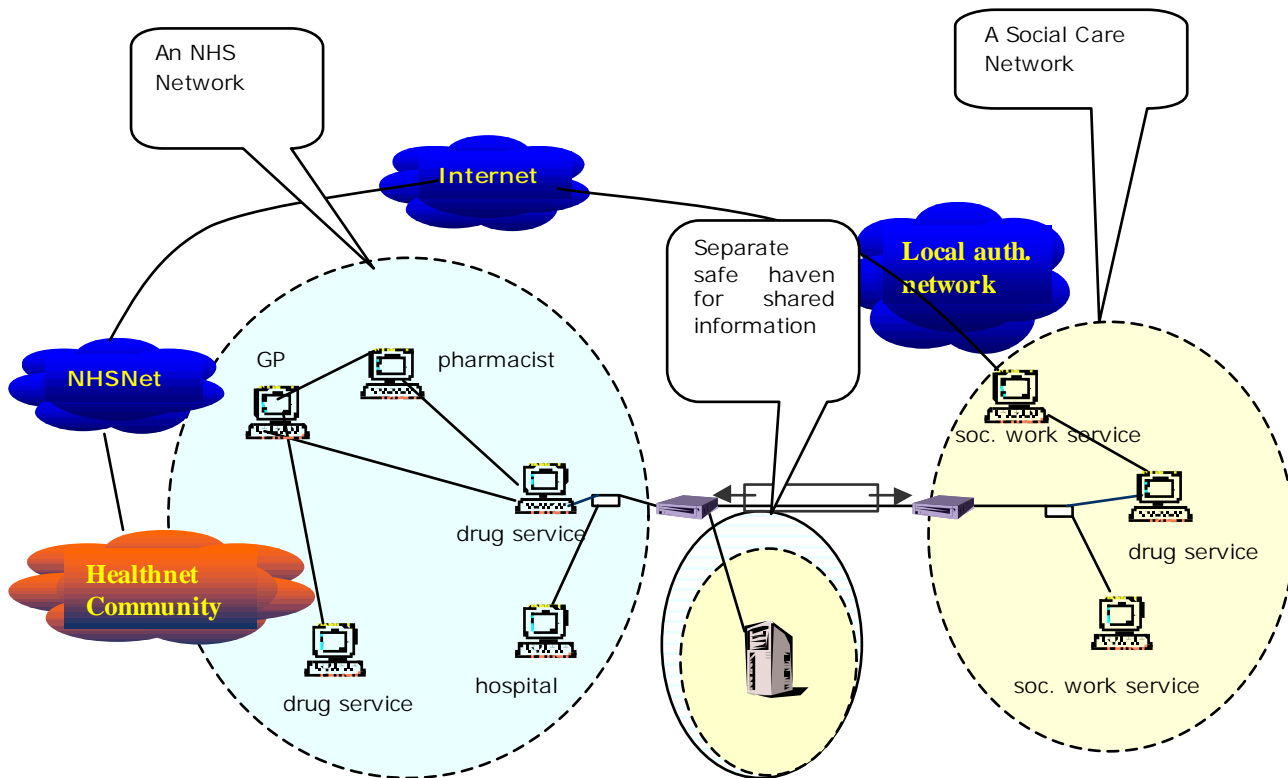 An NHS
Network
A Social Care
Network
Internet
Separate
safe haven
for shared
information
Local auth.
network
NHSNet
GP
pharmacist
soc. work service
drug service
drug service
Healthnet
Community
hospital
drug service
soc. work service